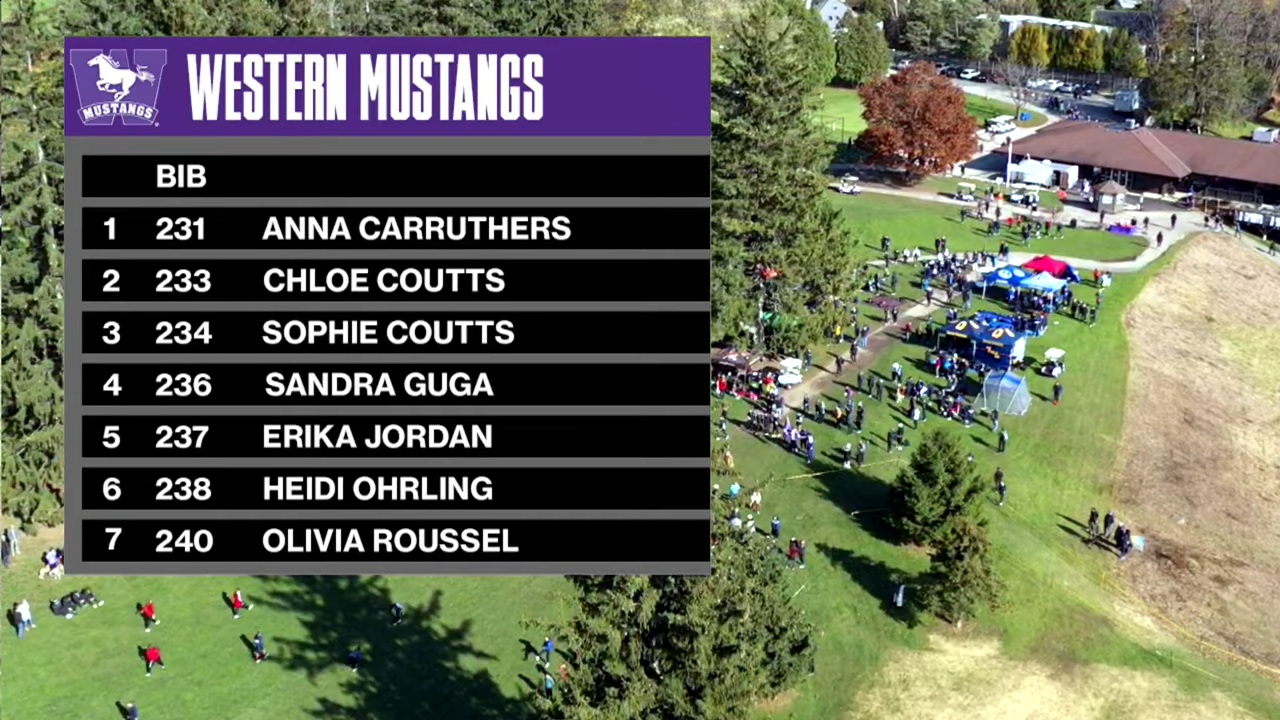 MUSTANGS
WESTERN MUSTANGS
BIB
1 231 ANNA CARRUTHERS
2 233 CHLOE COUTTS
3 234 SOPHIE COUTTS
4 236 SANDRA GUGA
5 237 ERIKA JORDAN
6 238 HEIDI OHRLING
7 240 OLIVIA ROUSSEL